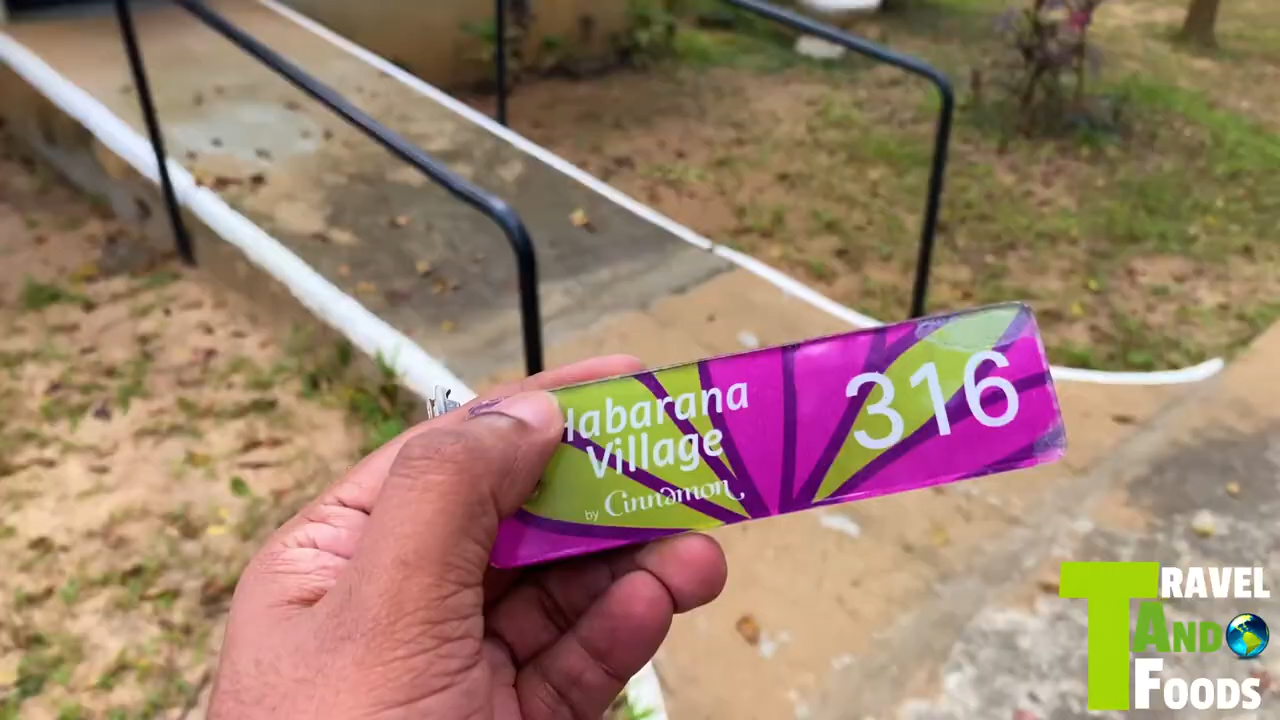 Habarana
Village
by Cinnamon
316
TRAVEL
AND
FOODS